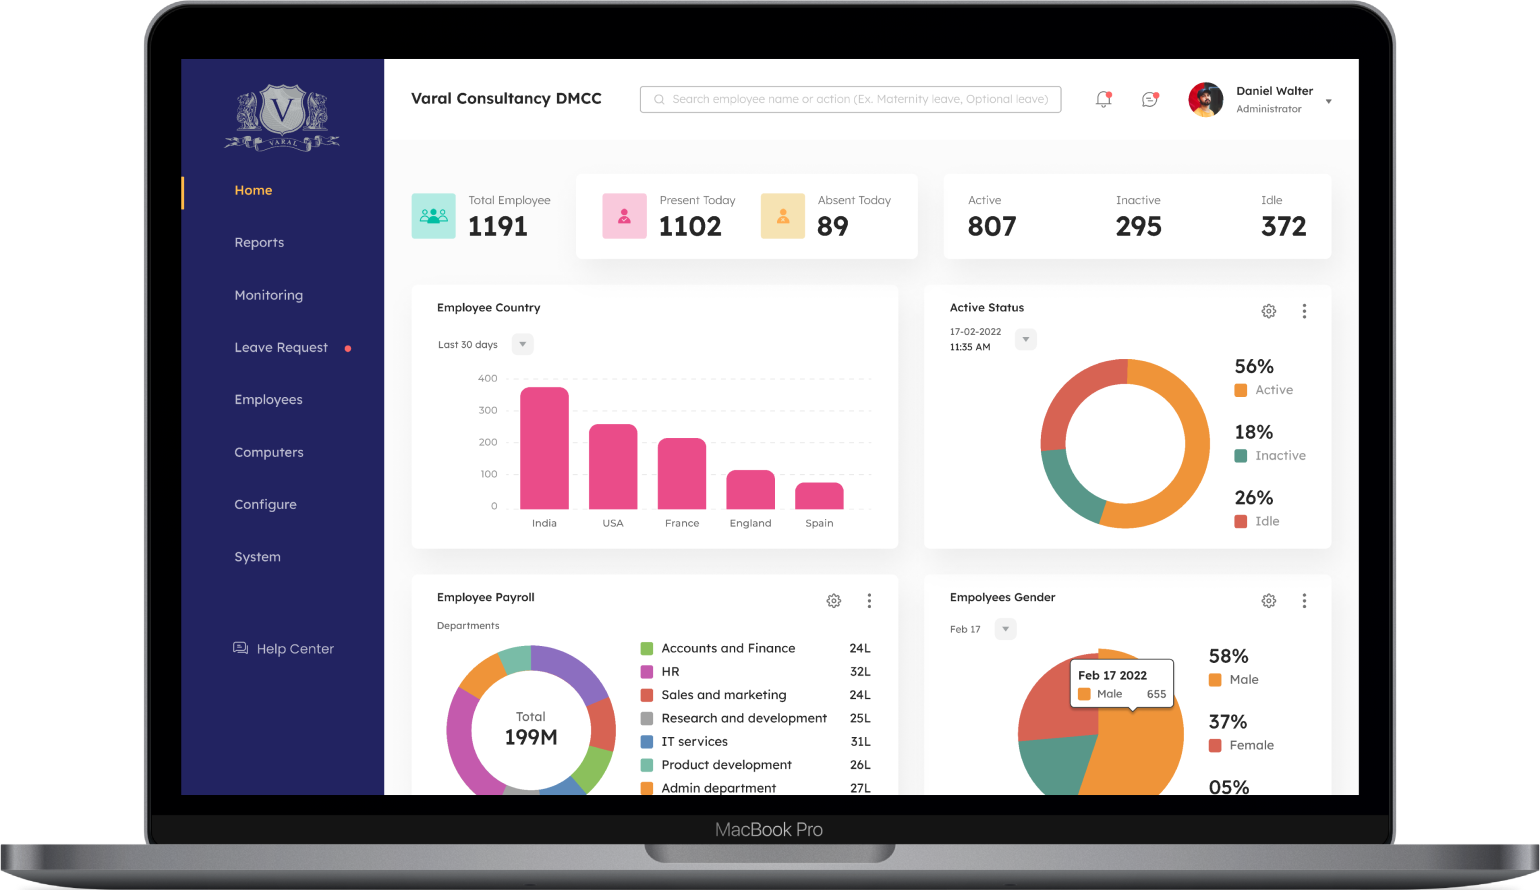 V
VARAL
Varal Consultancy DMCC
Search employee name or action (Ex. Maternity leave, Optional leave)
Daniel Walter
Administrator
Home
Reports
Monitoring
Leave Request
Employees
Computers
Configure
System
Help Center
Total Employee
1191
Present Today
1102
Absent Today
89
Active
807
Inactive
295
Idle
372
Employee Country
Last 30 days
400
300
200
100
0
India
USA
France
England
Spain
Active Status
17-02-2022
11:35 AM
56%
Active
18%
Inactive
26%
Idle
Employee Payroll
Departments
Total
199M
Accounts and Finance 24L
HR 32L
Sales and marketing 24L
Research and development 25L
IT services 31L
Product development 26L
Admin department 27L
Empolyees Gender
Feb 17
Feb 17 2022
Male 655
58%
Male
37%
Female
05%
MacBook Pro